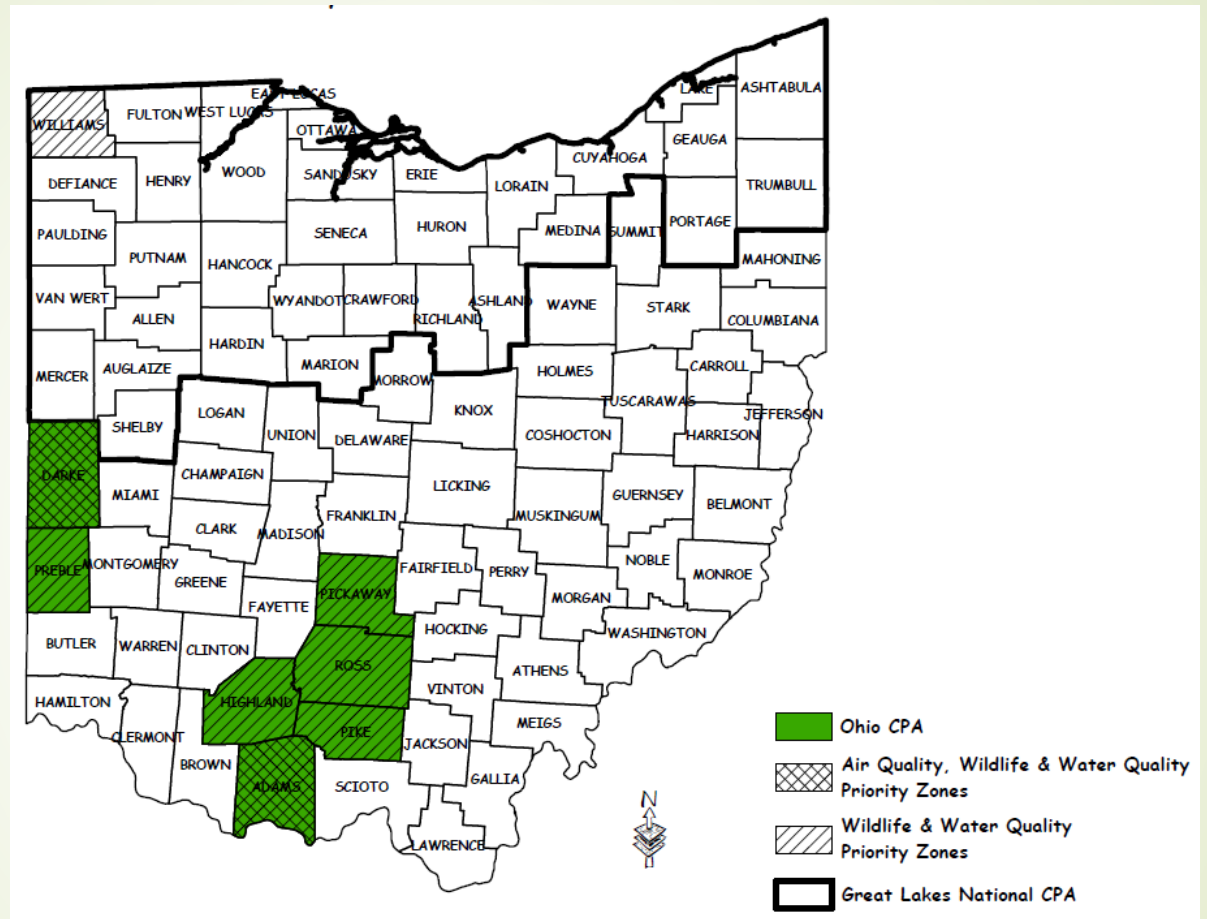 LAKE
ASHTABULA
EAST LUCAS
FULTON
WEST LUCAS
WILLIAMS
OTTAWA
GEAUGA
CUYAHOGA
WOOD
SANDUSKY
ERIE
HENRY
DEFIANCE
LORAIN
TRUMBULL
PORTAGE
HURON
MEDINA
SUMMIT
PAULDING
SENECA
PUTNAM
HANCOCK
MAHONING
VAN WERT
WYANDOT
CRAWFORD
ASHLAND
WAYNE
STARK
ALLEN
RICHLAND
COLUMBIANA
HARDIN
MARION
CARROLL
AUGLAIZE
HOLMES
MERCER
MORROW
TUSCARAWAS
LOGAN
KNOX
JEFFERSON
SHELBY
UNION
DELAWARE
COSHOCTON
HARRISON
DARKE
CHAMPAIGN
LICKING
MIAMI
GUERNSEY
BELMONT
FRANKLIN
MUSKINGUM
CLARK
MADISON
NOBLE
PREBLE
MONTGOMERY
FAIRFIELD
PERRY
MONROE
GREENE
PICKAWAY
MORGAN
FAYETTE
HOCKING
WASHINGTON
BUTLER
WARREN
CLINTON
ROSS
ATHENS
VINTON
HAMILTON
HIGHLAND
MEIGS
PIKE
CLERMONT
JACKSON
BROWN
GALLIA
ADAMS
SCIOTO
LAWRENCE
N
Ohio CPA
Air Quality, Wildlife & Water Quality
Priority Zones
Wildlife & Water Quality
Priority Zones
Great Lakes National CPA